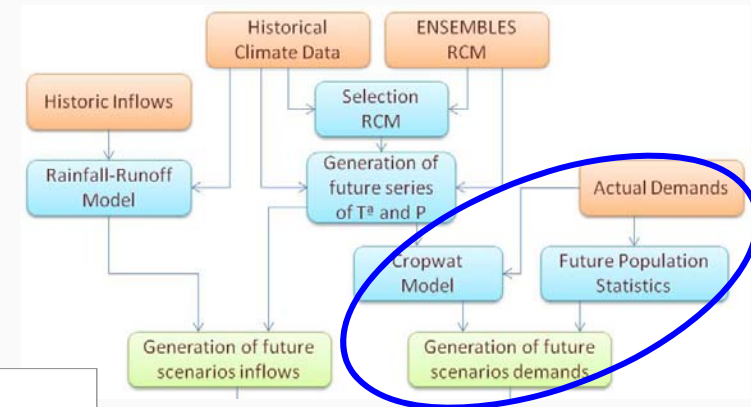 Historical
Climate Data
ENSEMBLES
RCM
Historic Inflows
Selection
RCM
Rainfall-Runoff
Model
Generation of
future series
of Tª and P
Actual Demands
Cropwat
Model
Future Population
Statistics
Generation of future
scenarios inflows
Generation of future
scenarios demands